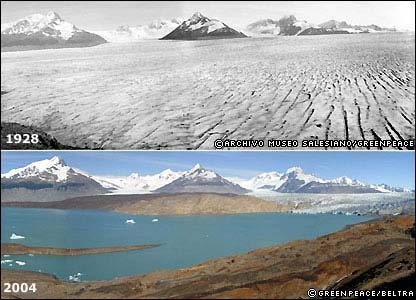 1928
©ARCHIVO MUSEO SALESIANO/GREENPEACE
2004
©GREENPEACE/BELTRA